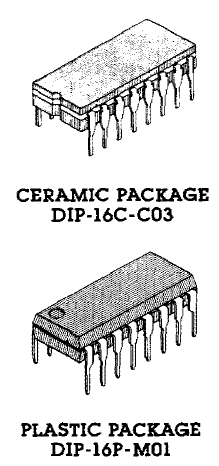 CERAMIC PACKAGE
DIP-16C-C03
PLASTIC PACKAGE
DIP-16P-M01